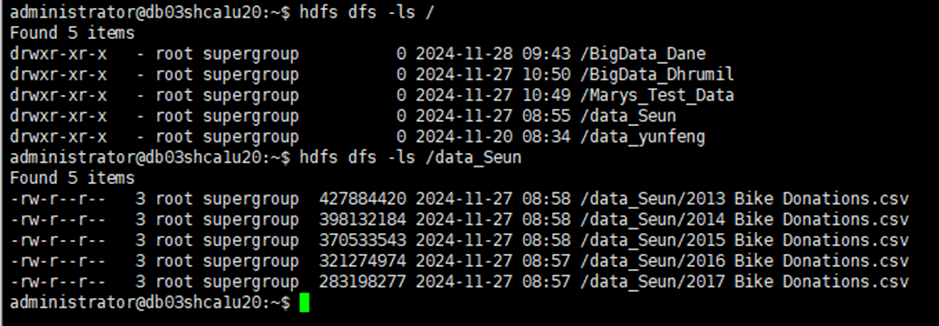 administrator@db03shca1u20:~$ hdfs dfs -ls /
Found 5 items
drwxr-xr-x   - root supergroup          0 2024-11-28 09:43 /BigData_Dane
drwxr-xr-x   - root supergroup          0 2024-11-27 10:50 /BigData_Dhrumil
drwxr-xr-x   - root supergroup          0 2024-11-27 10:49 /Marys_Test_Data
drwxr-xr-x   - root supergroup          0 2024-11-27 08:55 /data_Seun
drwxr-xr-x   - root supergroup          0 2024-11-20 08:34 /data_yunfeng
administrator@db03shca1u20:~$ hdfs dfs -ls /data_Seun
Found 5 items
-rw-r--r--   3 root supergroup  427884420 2024-11-27 08:58 /data_Seun/2013 Bike Donations.csv
-rw-r--r--   3 root supergroup  398132184 2024-11-27 08:58 /data_Seun/2014 Bike Donations.csv
-rw-r--r--   3 root supergroup  370533543 2024-11-27 08:58 /data_Seun/2015 Bike Donations.csv
-rw-r--r--   3 root supergroup  321274974 2024-11-27 08:57 /data_Seun/2016 Bike Donations.csv
-rw-r--r--   3 root supergroup  283198277 2024-11-27 08:57 /data_Seun/2017 Bike Donations.csv
administrator@db03shca1u20:~$